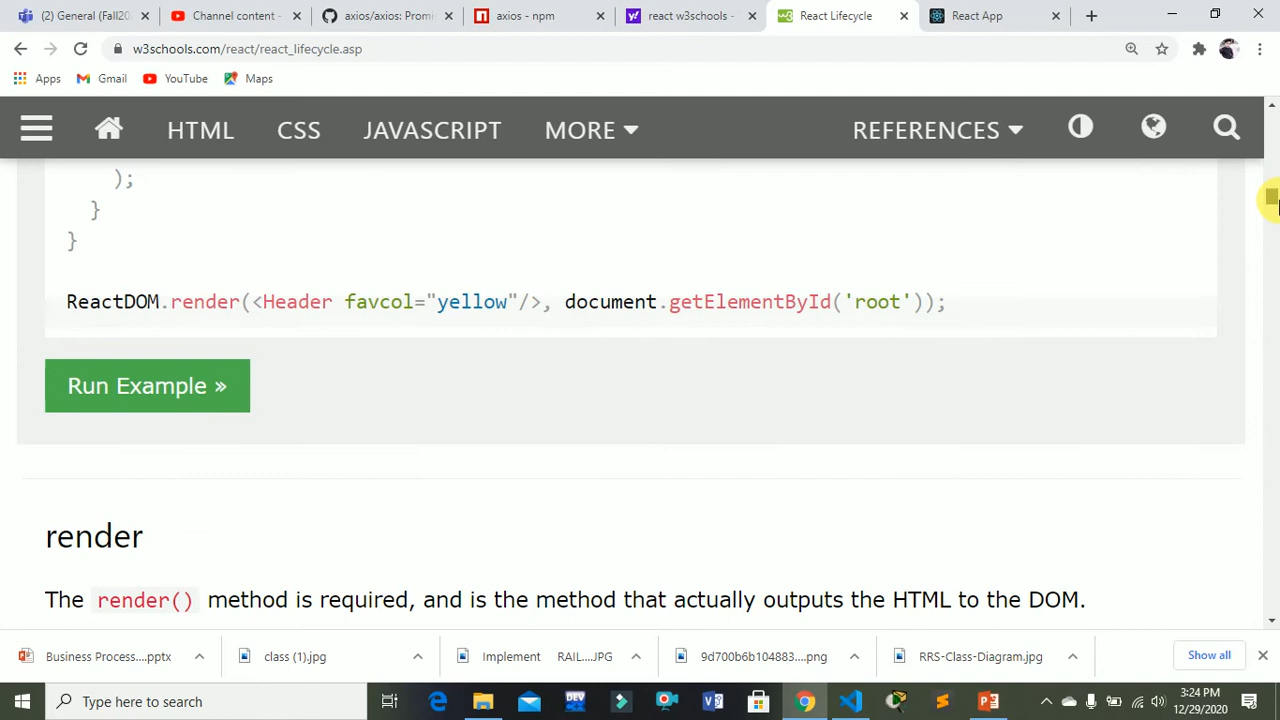 (2) General (Fall202
Channel content -
axios/axios: Promi
axios - npm
react w3schools -
React Lifecycle
React App
w3schools.com/react/react_lifecycle.asp
Apps
Gmail
YouTube
Maps
HTML
CSS
JAVASCRIPT
MORE
REFERENCES
);
}
}
ReactDOM.render(<Header favcol="yellow"/>, document.getElementById('root'));
Run Example »
render
The render() method is required, and is the method that actually outputs the HTML to the DOM.
Business Process....pptx
class (1).jpg
Implement RAIL....JPG
9d700b6b104883....png
RRS-Class-Diagram.jpg
Show all
Type here to search
3:24 PM
12/29/2020